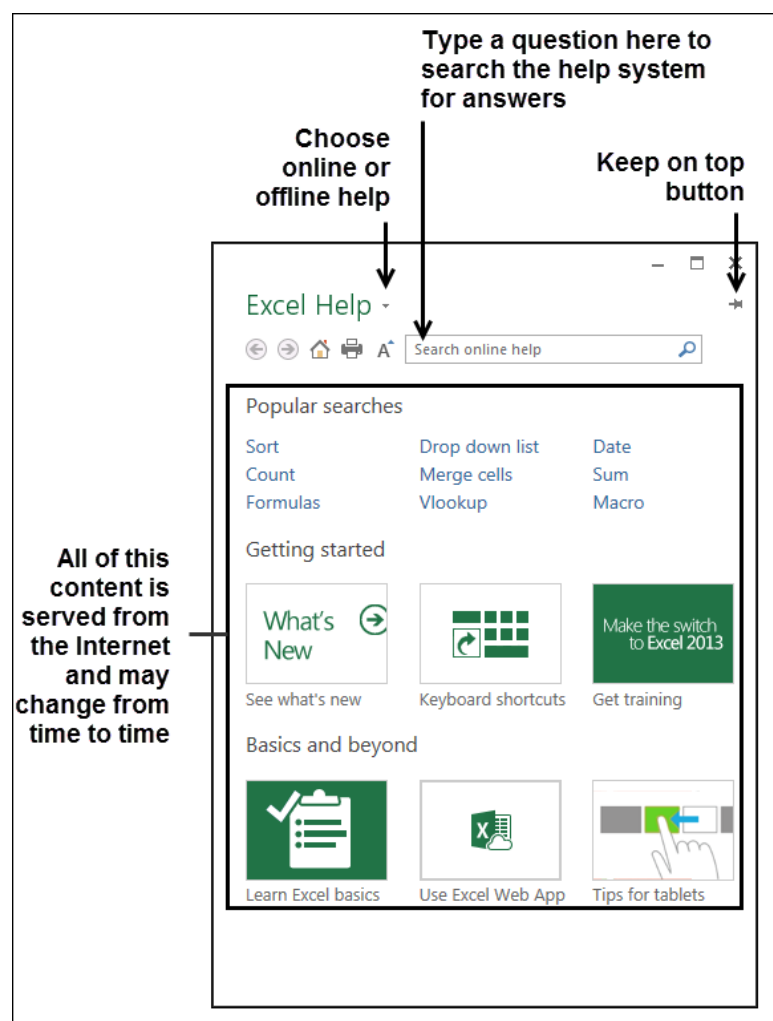 Type a question here to
search the help system
for answers
Choose
online or
offline help
Keep on top
button
Excel Help
A
Search online help
Popular searches
Sort
Drop down list
Date
Count
Merge cells
Sum
Formulas
Vlookup
Macro
Getting started
All of this
content is
served from
the Internet
and may
change from
time to time
What's
New
Make the switch
to Excel 2013
See what's new
Keyboard shortcuts
Get training
Basics and beyond
X
Learn Excel basics
Use Excel Web App
Tips for tablets